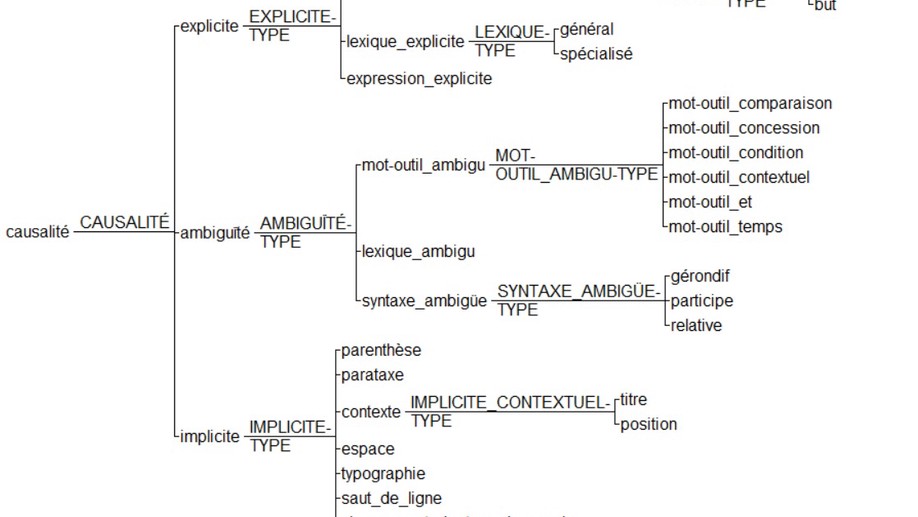 TYPE
but
explicite
EXPLICITE-
TYPE
lexique_explicite
LEXIQUE-
TYPE
général
spécialisé
expression_explicite
causalité
CAUSALITÉ
ambiguïté
AMBIGUÏTÉ-
TYPE
mot-outil_ambigu
MOT-
OUTIL_AMBIGU-TYPE
mot-outil_comparaison
mot-outil_concession
mot-outil_condition
mot-outil_contextuel
mot-outil_et
mot-outil_temps
lexique_ambigu
syntaxe_ambigüe
SYNTAXE_AMBIGÜE-
TYPE
gérondif
participe
relative
implicite
IMPLICITE-
TYPE
parenthèse
parataxe
contexte
IMPLICITE_CONTEXTUEL-
TYPE
titre
position
espace
typographie
saut_de_ligne